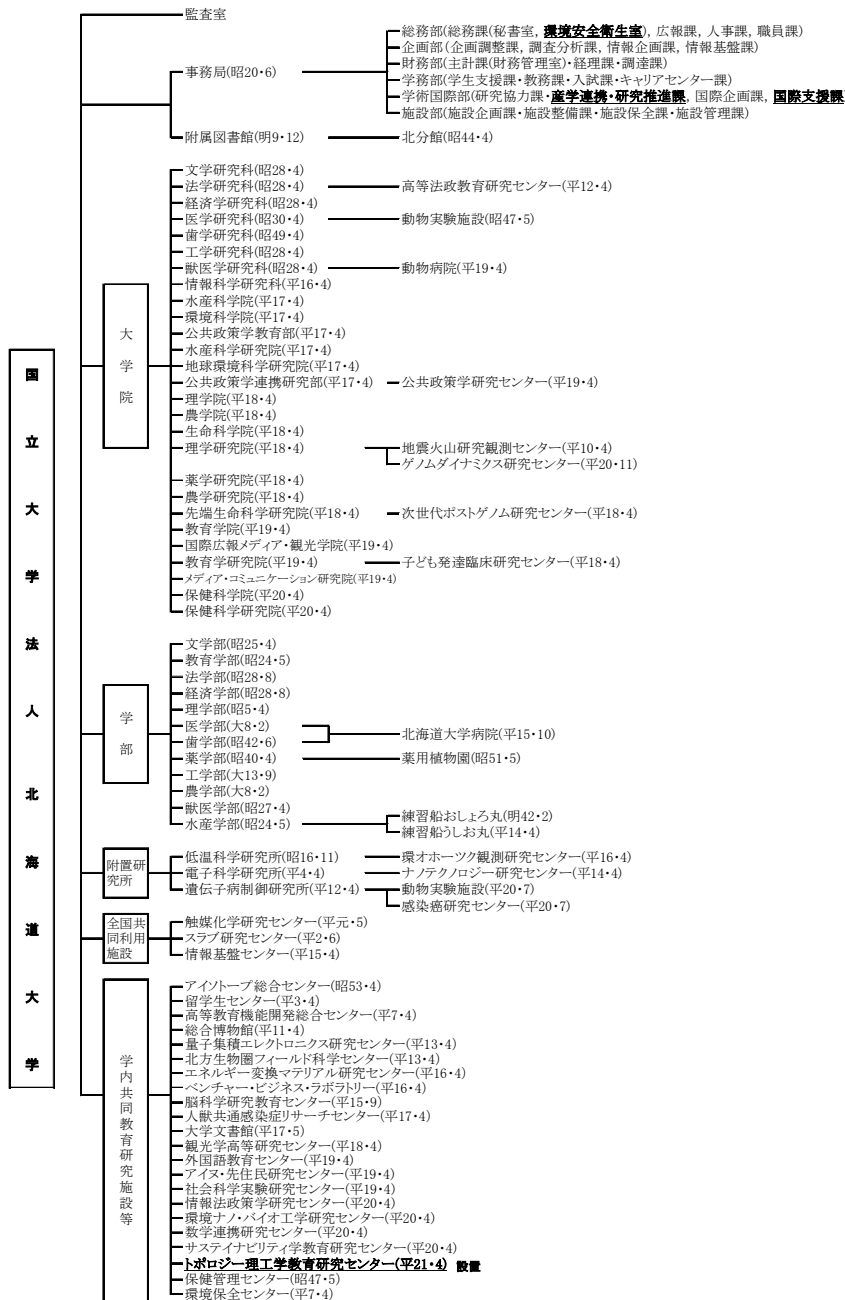 国立大学法人北海道大学
監査室
事務局(昭20・6)
総務部(総務課(秘書室, 環境安全衛生室), 広報課, 人事課, 職員課)
企画部(企画調整課, 調査分析課, 情報企画課, 情報基盤課)
財務部(主計課(財務管理室)・経理課・調達課)
学務部(学生支援課・教務課・入試課・キャリアセンター課)
学術国際部(研究協力課・産学連携・研究推進課, 国際企画課, 国際支援課
施設部(施設企画課・施設整備課・施設保全課・施設管理課)
附属図書館(明9・12)
北分館(昭44・4)
大学院
文学研究科(昭28・4)
法学研究科(昭28・4)
高等法政教育研究センター(平12・4)
経済学研究科(昭28・4)
医学研究科(昭30・4)
動物実験施設(昭47・5)
歯学研究科(昭49・4)
工学研究科(昭28・4)
獣医学研究科(昭28・4)
動物病院(平19・4)
情報科学研究科(平16・4)
水産科学院(平17・4)
環境科学院(平17・4)
公共政策学教育部(平17・4)
水産科学研究院(平17・4)
地球環境科学研究院(平17・4)
公共政策学連携研究部(平17・4)
公共政策学研究センター(平19・4)
理学院(平18・4)
農学院(平18・4)
生命科学院(平18・4)
理学研究院(平18・4)
地震火山研究観測センター(平10・4)
ゲノムダイナミクス研究センター(平20・11)
薬学研究院(平18・4)
農学研究院(平18・4)
先端生命科学研究院(平18・4)
次世代ポストゲノム研究センター(平18・4)
教育学院(平19・4)
国際広報メディア・観光学院(平19・4)
教育学研究院(平19・4)
子ども発達臨床研究センター(平18・4)
メディア・コミュニケーション研究院(平19・4)
保健科学院(平20・4)
保健科学研究院(平20・4)
学部
文学部(昭25・4)
教育学部(昭24・5)
法学部(昭28・8)
経済学部(昭28・8)
理学部(昭5・4)
医学部(大8・2)
歯学部(昭42・6)
北海道大学病院(平15・10)
薬学部(昭40・4)
薬用植物園(昭51・5)
工学部(大13・9)
農学部(大8・2)
獣医学部(昭27・4)
水産学部(昭24・5)
練習船おしょろ丸(明42・2)
練習船うしお丸(平14・4)
附置研
究所
低温科学研究所(昭16・11)
環オホーツク観測研究センター(平16・4)
電子科学研究所(平4・4)
ナノテクノロジー研究センター(平14・4)
遺伝子病制御研究所(平12・4)
動物実験施設(平20・7)
感染癌研究センター(平20・7)
全国共
同利用
施設
触媒化学研究センター(平元・5)
スラブ研究センター(平2・6)
情報基盤センター(平15・4)
学内共同教育研究施設等
アイソトープ総合センター(昭53・4)
留学生センター(平3・4)
高等教育機能開発総合センター(平7・4)
総合博物館(平11・4)
量子集積エレクトロニクス研究センター(平13・4)
北方生物圏フィールド科学センター(平13・4)
エネルギー変換マテリアル研究センター(平16・4)
ベンチャー・ビジネス・ラボラトリー(平16・4)
脳科学研究教育センター(平15・9)
人獣共通感染症リサーチセンター(平17・4)
大学文書館(平17・5)
観光学高等研究センター(平18・4)
外国語教育センター(平19・4)
アイヌ・先住民研究センター(平19・4)
社会科学実験研究センター(平19・4)
情報法政策学研究センター(平20・4)
環境ナノ・バイオ工学研究センター(平20・4)
数学連携研究センター(平20・4)
サステイナビリティ学教育研究センター(平20・4)
トポロジー理工学教育研究センター(平21・4) 設置
保健管理センター(昭47・5)
環境保全センター(平7・4)